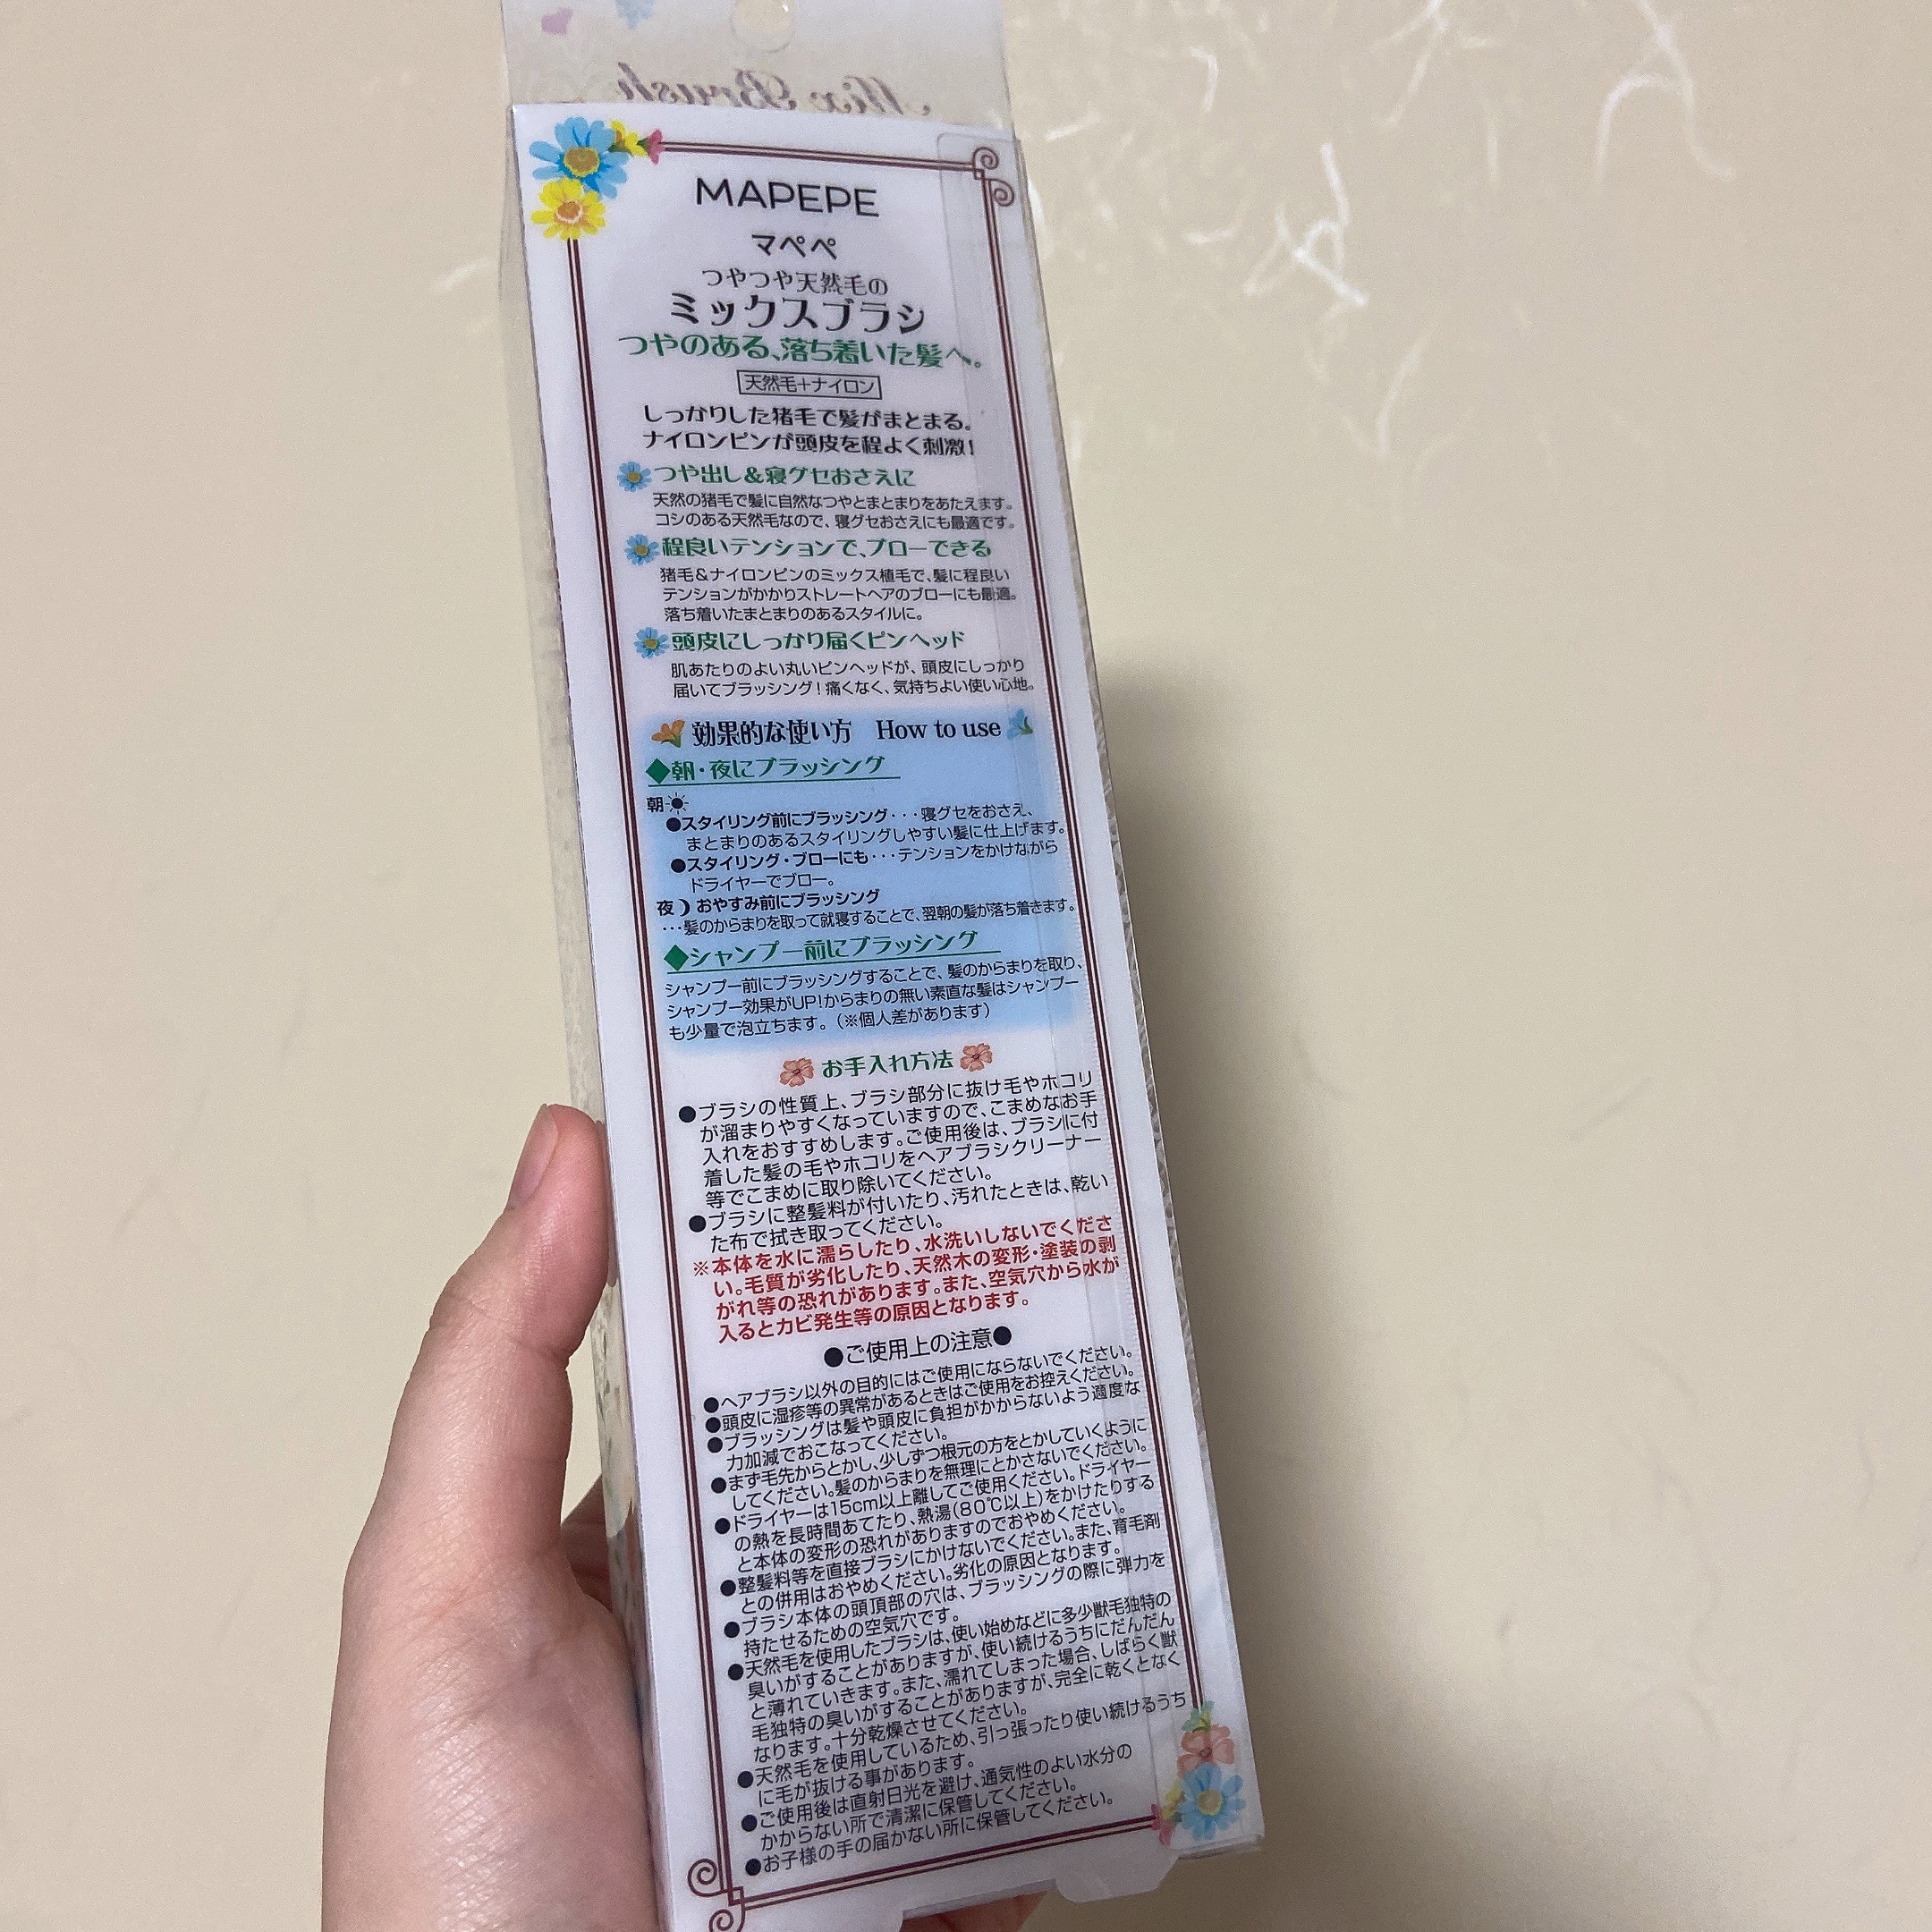 Mix Brush
MAPEPE
マペペ
つやつや天然毛の
ミックスブラシ
つやのある、落ち着いた髪へ。
天然毛+ナイロン
しっかりした猪毛で髪がまとまる。
ナイロンピンが頭皮を程よく刺激!
つや出し&寝グセおさえに
天然の猪毛で髪に自然なつやとまとまりをあたえます。
コシのある天然毛なので、寝グセおさえにも最適です。
程良いテンションで、ブローできる
猪毛&ナイロンピンのミックス植毛で、髪に程良い
テンションがかかりストレートヘアのブローにも最適。
落ち着いたまとまりのあるスタイルに。
頭皮にしっかり届くピンヘッド
肌あたりのよい丸いピンヘッドが、頭皮にしっかり
届いてブラッシング!痛くなく、気持ちよい使い心地。
効果的な使い方 How to use
◆朝・夜にブラッシング
朝
●スタイリング前にブラッシング・・・寝グセをおさえ、
まとまりのあるスタイリングしやすい髪に仕上げます。
●スタイリング・ブローにも・・・テンションをかけながら
ドライヤーでブロー。
夜 おやすみ前にブラッシング
・・・髪のからまりを取って就寝することで、翌朝の髪が落ち着きます。
◆シャンプー前にブラッシング
シャンプー前にブラッシングすることで、髪のからまりを取り、
シャンプー効果がUP!からまりの無い素直な髪はシャンプー
も少量で泡立ちます。(※個人差があります)
お手入れ方法
●ブラシの性質上、ブラシ部分に抜け毛やホコリ
が溜まりやすくなっていますので、こまめなお手
入れをおすすめします。ご使用後は、ブラシに付
着した髪の毛やホコリをヘアブラシクリーナー
等でこまめに取り除いてください。
●ブラシに整髪料が付いたり、汚れたときは、乾い
た布で拭き取ってください。
※本体を水に濡らしたり、水洗いしないでくださ
い。毛質が劣化したり、天然木の変形・塗装の剥
がれ等の恐れがあります。また、空気穴から水が
入るとカビ発生等の原因となります。
●ご使用上の注意●
●ヘアブラシ以外の目的にはご使用にならないでください。
●頭皮に湿疹等の異常があるときはご使用をお控えください。
●ブラッシングは髪や頭皮に負担がかからないよう適度な
力加減でおこなってください。
●まず毛先からとかし、少しずつ根元の方をとかしていくように
してください。髪のからまりを無理にとかさないでください。
●ドライヤーは15cm以上離してご使用ください。ドライヤー
の熱を長時間あてたり、熱湯(80℃以上)をかけたりする
と本体の変形の恐れがありますのでおやめください。
●整髪料等を直接ブラシにかけないでください。また、育毛剤
との併用はおやめください。劣化の原因となります。
●ブラシ本体の頭頂部の穴は、ブラッシングの際に弾力を
持たせるための空気穴です。
●天然毛を使用したブラシは、使い始めなどに多少獣毛独特の
臭いがすることがありますが、使い続けるうちにだんだん
と薄れていきます。また、濡れてしまった場合、しばらく獣
毛独特の臭いがすることがありますが、完全に乾くとなく
なります。十分乾燥させてください。
●天然毛を使用しているため、引っ張ったり使い続けるうち
に毛が抜ける事があります。
●ご使用後は直射日光を避け、通気性のよい水分の
かからない所で清潔に保管してください。
●お子様の手の届かない所に保管してください。